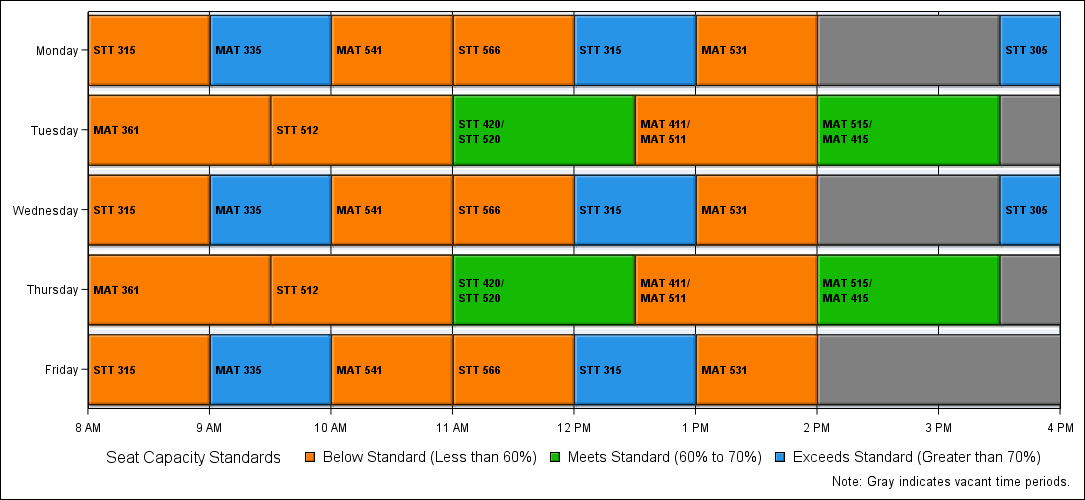 Monday
STT 315
MAT 335
MAT 541
STT 566
STT 315
MAT 531
STT 305
Tuesday
MAT 361
STT 512
STT 420/
STT 520
MAT 411/
MAT 511
MAT 515/
MAT 415
Wednesday
STT 315
MAT 335
MAT 541
STT 566
STT 315
MAT 531
STT 305
Thursday
MAT 361
STT 512
STT 420/
STT 520
MAT 411/
MAT 511
MAT 515/
MAT 415
Friday
STT 315
MAT 335
MAT 541
STT 566
STT 315
MAT 531
8 AM 9 AM 10 AM 11 AM 12 PM 1 PM 2 PM 3 PM 4 PM
Seat Capacity Standards Below Standard (Less than 60%) Meets Standard (60% to 70%) Exceeds Standard (Greater than 70%)
Note: Gray indicates vacant time periods.